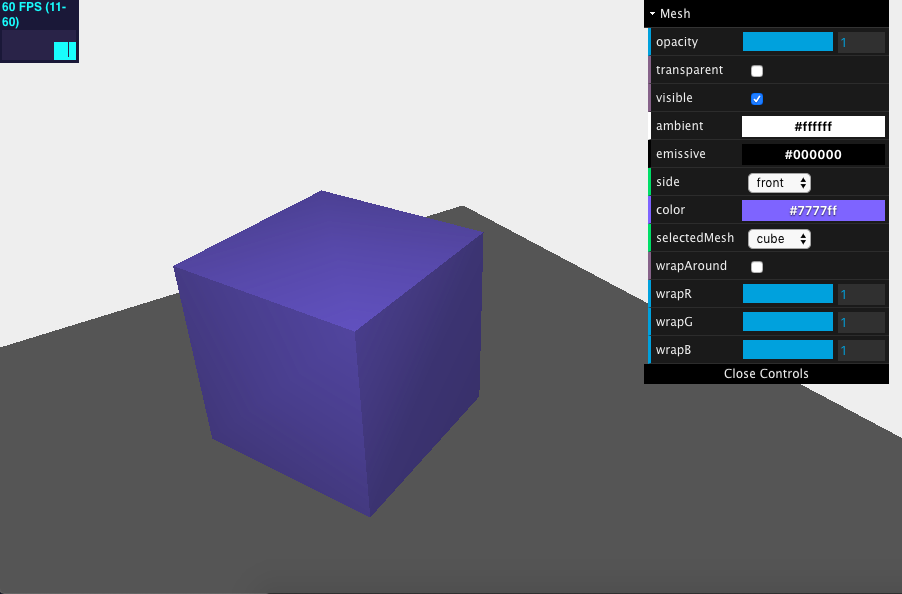 60 FPS (11-
60)
Mesh
opacity 1
transparent
visible
ambient #ffffff
emissive #000000
side front
color #7777ff
selectedMesh cube
wrapAround
wrapR 1
wrapG 1
wrapB 1
Close Controls